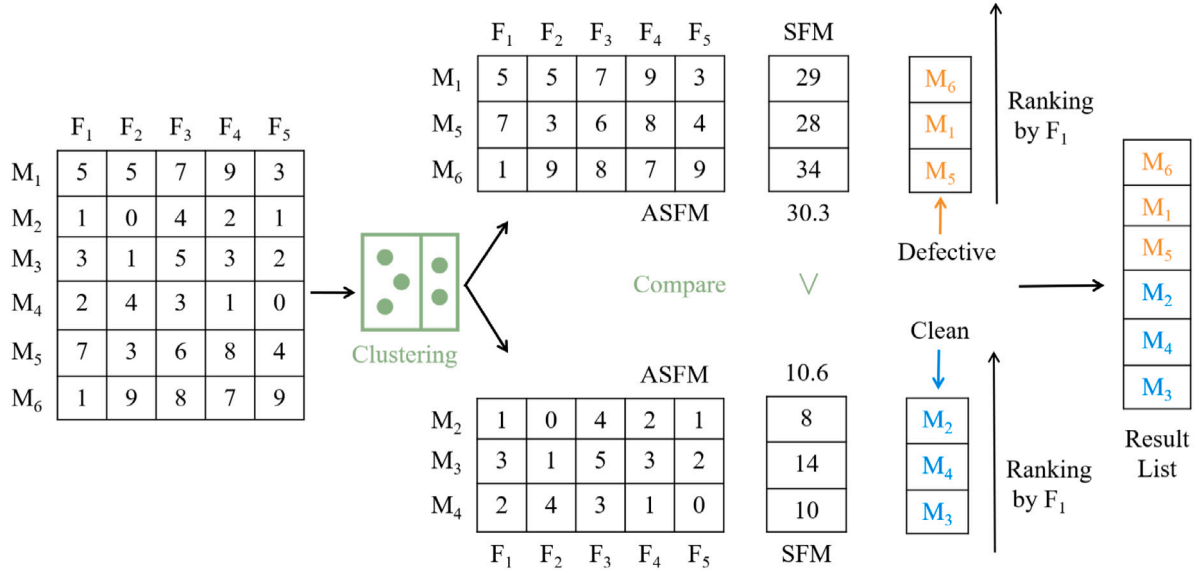 F1 F2 F3 F4 F5
M1 5 5 7 9 3
M2 1 0 4 2 1
M3 3 1 5 3 2
M4 2 4 3 1 0
M5 7 3 6 8 4
M6 1 9 8 7 9
Clustering
F1 F2 F3 F4 F5 SFM
M1 5 5 7 9 3 29
M5 7 3 6 8 4 28
M6 1 9 8 7 9 34
ASFM 30.3
Compare ∨
ASFM 10.6
M2 1 0 4 2 1 8
M3 3 1 5 3 2 14
M4 2 4 3 1 0 10
F1 F2 F3 F4 F5 SFM
M6
M1
M5
Defective
Ranking
by F1
Clean
M2
M4
M3
Ranking
by F1
M6
M1
M5
M2
M4
M3
Result
List